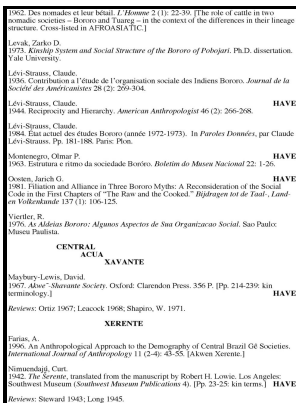 1962. Des nomades et leur bétail. L'Homme 2 (1): 22-39. [The role of cattle in two
nomadic societies – Bororo and Tuareg – in the context of the differences in their lineage
structure. Cross-listed in AFROASIATIC.]
Levak, Zarko D.
1973. Kinship System and Social Structure of the Bororo of Pobojari. Ph.D. dissertation.
Yale University.
Lévi-Strauss, Claude.
1936. Contribution a l'étude de l'organisation sociale des Indiens Bororo. Journal de la
Société des Américanistes 28 (2): 269-304.
Lévi-Strauss, Claude. HAVE
1944. Reciprocity and Hierarchy. American Anthropologist 46 (2): 266-268.
Lévi-Strauss, Claude.
1984. État actuel des études Bororo (année 1972-1973). In Paroles Données, par Claude
Lévi-Strauss. Pp. 181-188. Paris: Plon.
Montenegro, Olmar P. HAVE
1963. Estrutura e ritmo da sociedade Boróro. Boletim do Museu Nacional 22: 1-26.
Oosten, Jarich G. HAVE
1981. Filiation and Alliance in Three Bororo Myths: A Reconsideration of the Social
Code in the First Chapters of "The Raw and the Cooked." Bijdragen tot de Taal-, Land-
en Volkenkunde 137 (1): 106-125.
Viertler, R.
1976. As Aldeias Bororo: Algunos Aspectos de Sua Organizacao Social. Sao Paulo:
Museu Paulista.
CENTRAL
ACUA
XAVANTE
Maybury-Lewis, David.
1967. Akwe͂-Shavante Society. Oxford: Clarendon Press. 356 P. [Pp. 214-239: kin
terminology.] HAVE
Reviews: Ortiz 1967; Leacock 1968; Shapiro, W. 1971.
XERENTE
Farias, A.
1996. An Anthropological Approach to the Demography of Central Brazil Gê Societies.
International Journal of Anthropology 11 (2-4): 43-55. [Akwen Xerente.]
Nimuendajú, Curt.
1942. The Šerente, translated from the manuscript by Robert H. Lowie. Los Angeles:
Southwest Museum (Southwest Museum Publications 4). [Pp. 23-25: kin terms.] HAVE
Reviews: Steward 1943; Long 1945.